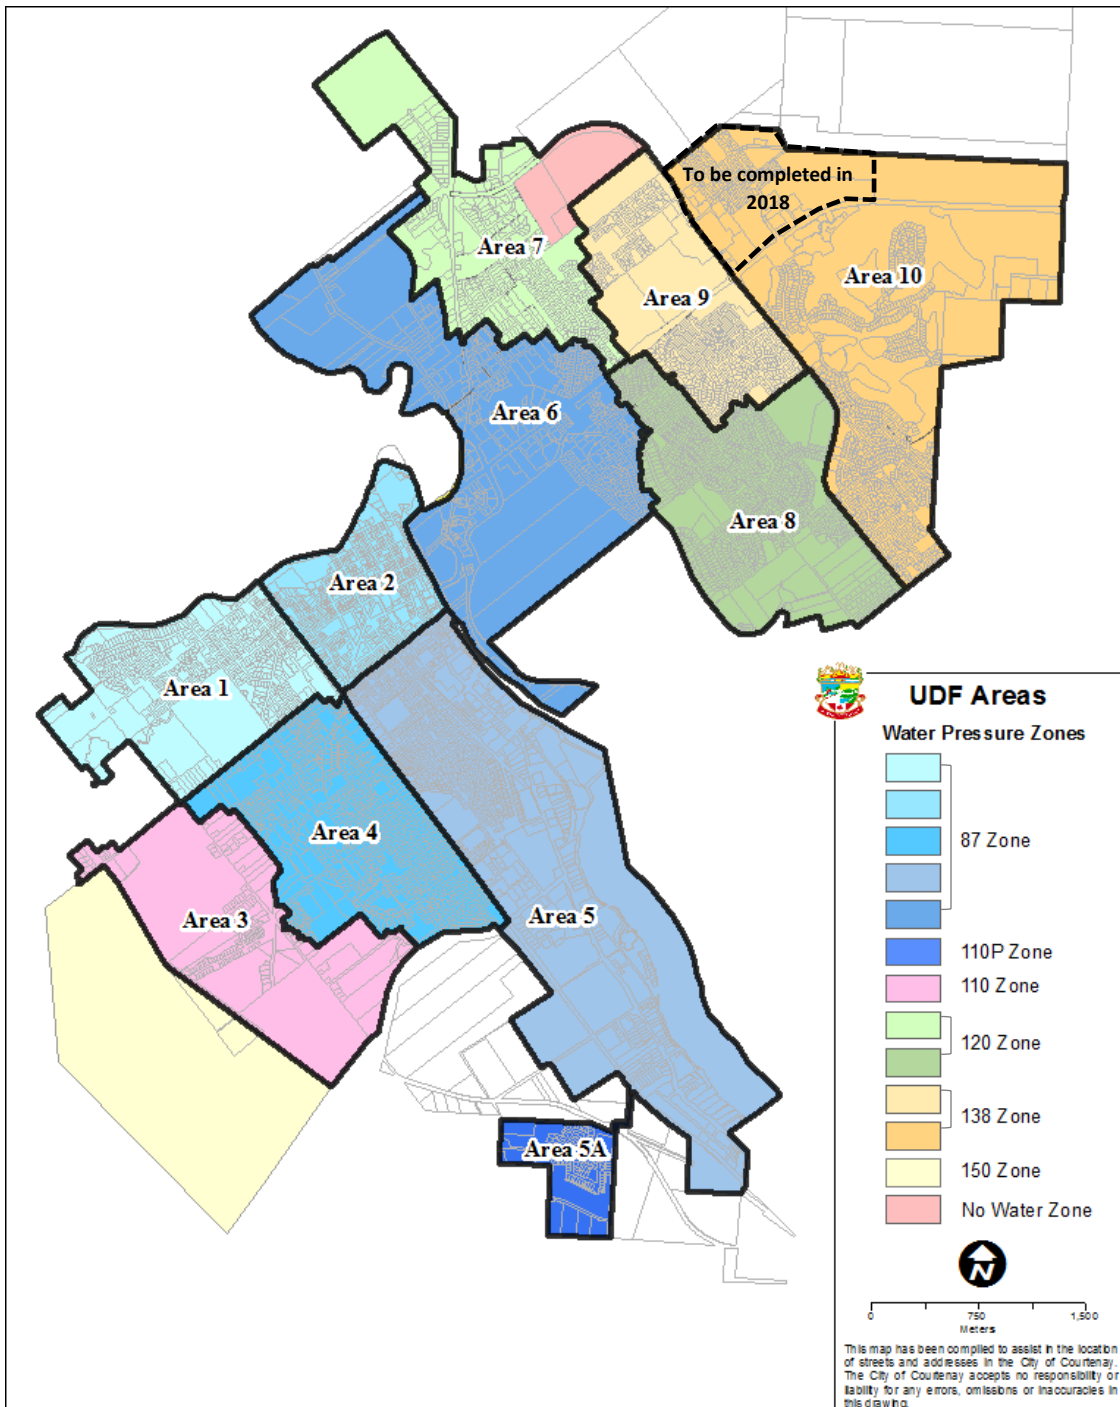 To be completed in
2018
Area 7
Area 10
Area 9
Area 6
Area 8
Area 2
Area 1
Area 4
Area 3
Area 5
Area 5A
UDF Areas
Water Pressure Zones
87 Zone
110P Zone
110 Zone
120 Zone
138 Zone
150 Zone
No Water Zone
N
0 750 1,500
Meters
This map has been compiled to assist in the location
of streets and addresses in the City of Courtenay.
The City of Courtenay accepts no responsibility or
liability for any errors, omissions or inaccuracies in
this drawing.